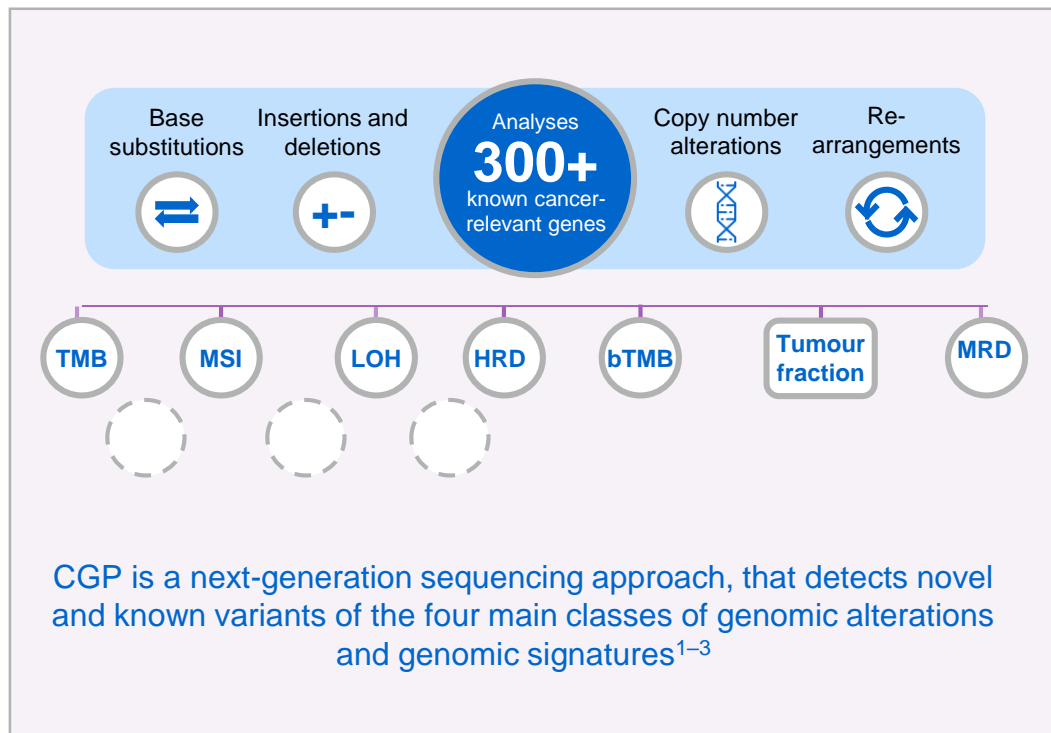 Base
substitutions
Insertions and
deletions
Analyses
300+
known cancer-
relevant genes
Copy number
alterations
Re-
arrangements
+-
TMB
MSI
LOH
HRD
bTMB
Tumour
fraction
MRD
CGP is a next-generation sequencing approach, that detects novel
and known variants of the four main classes of genomic alterations
and genomic signatures¹⁻³